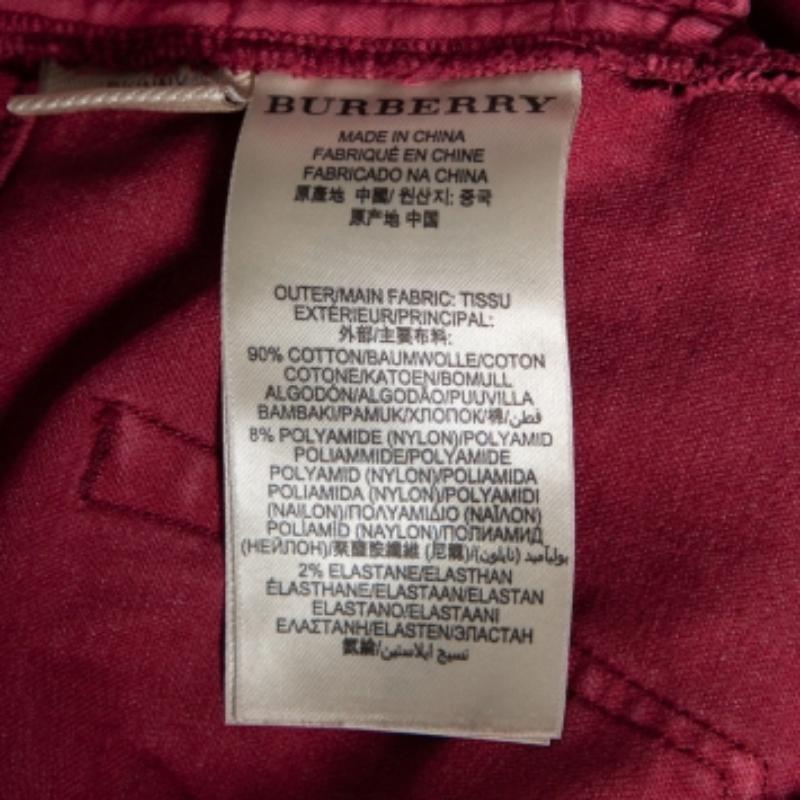 BURBERRY
MADE IN CHINA
FABRIQUÉ EN CHINE
FABRICADO NA CHINA
原產地 中國/ 원산지: 중국
原产地 中国
OUTER/MAIN FABRIC: TISSU
EXTÉRIEUR/PRINCIPAL:
外部/主要布料:
90% COTTON/BAUMWOLLE/COTON
COTONE/KATOEN/BOMULL
ALGODÓN/ALGODÃO/PUUVILLA
BAMBAKI/PAMUK/ХЛОПОК/棉/قطن
8% POLYAMIDE (NYLON)/POLYAMID
POLIAMMIDE/POLYAMIDE
POLYAMID (NYLON)/POLIAMIDA
POLIAMIDA (NYLON)/POLYAMIDI
(NAILON)/ΠΟΛΥΑΜΙΔΙΟ (ΝΑΪΛΟΝ)
POLİAMİD (NAYLON)/ПОЛИАМИД
(НЕЙЛОН)/聚醯胺纖維 (尼龍)/بوليأميد (نايلون)
2% ELASTANE/ELASTHAN
ÉLASTHANE/ELASTAAN/ELASTAN
ELASTANO/ELASTAANI
ΕΛΑΣΤΑΝΗ/ELASTEN/ЭЛАСТАН
氨綸/نسيج ايلاستين